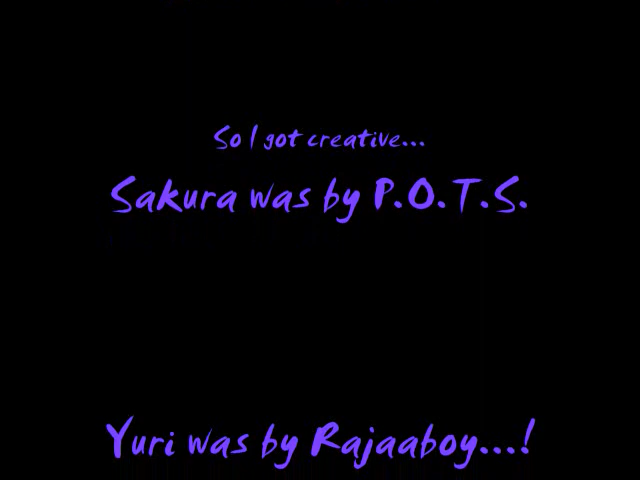 So I got creative...
Sakura was by P.O.T.S.
Yuri was by Rajaaboy...!